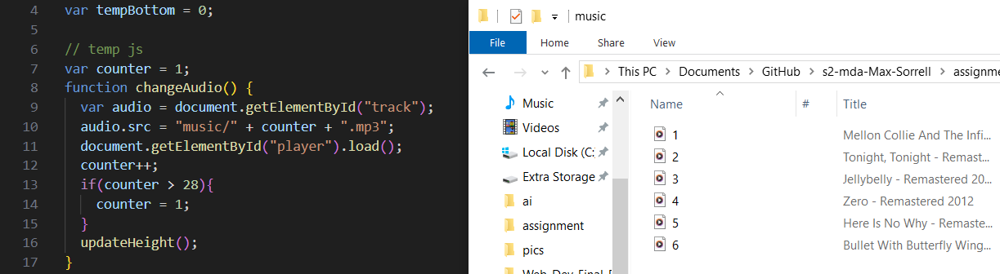 4 var tempBottom = 0;
5
6 // temp js
7 var counter = 1;
8 function changeAudio() {
9 var audio = document.getElementById("track");
10 audio.src = "music/" + counter + ".mp3";
11 document.getElementById("player").load();
12 counter++;
13 if(counter > 28){
14 counter = 1;
15 }
16 updateHeight();
17 }
music
File Home Share View
This PC Documents GitHub s2-mda-Max-Sorrell assignme
Music
Videos
Local Disk (C:
Extra Storage
ai
assignment
pics
Name # Title
1 Mellon Collie And The Infi...
2 Tonight, Tonight - Remast...
3 Jellybelly - Remastered 20...
4 Zero - Remastered 2012
5 Here Is No Why - Remaste...
6 Bullet With Butterfly Wing...